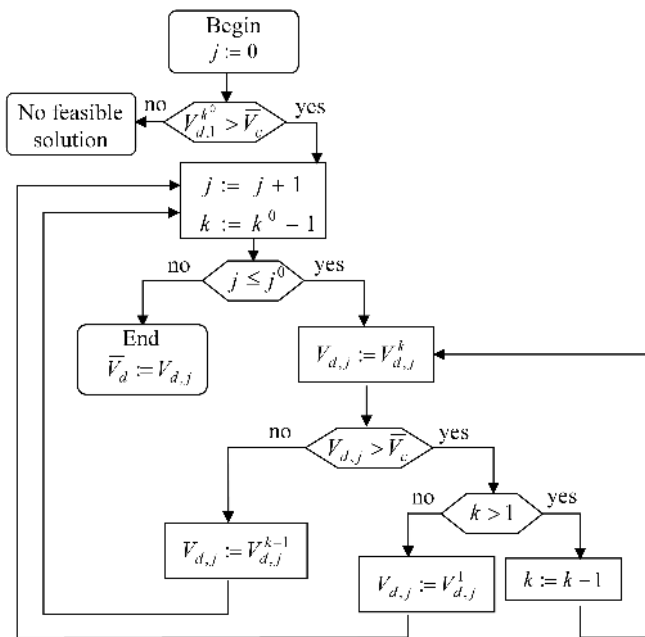 Begin
j := 0
no
yes
No feasible
solution
V_{d,1}^{k^0} > V̅_c
j := j + 1
k := k^0 − 1
no
yes
j ≤ j^0
End
V̅_d := V_{d,j}
V_{d,j} := V_{d,j}^k
no
yes
V_{d,j} > V̅_c
no
yes
k > 1
V_{d,j} := V_{d,j}^{k−1}
V_{d,j} := V_{d,j}^1
k := k − 1